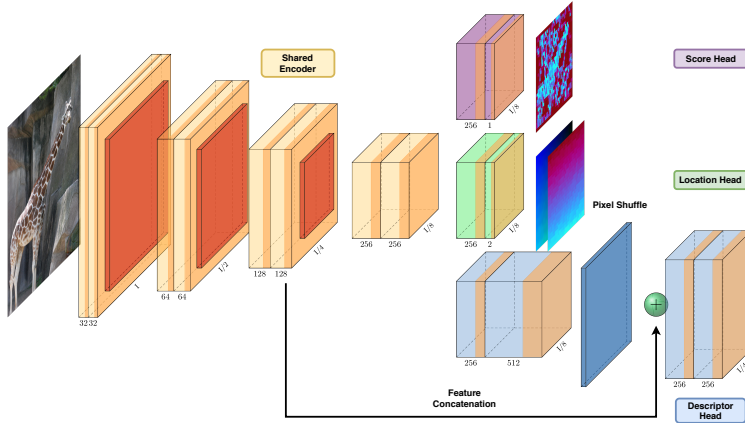 Shared
Encoder
Score Head
Location Head
Pixel Shuffle
Descriptor
Head
Feature
Concatenation
32 32
1
64 64
1/2
128 128
1/4
256 256
1/8
256 1
1/8
256 2
1/8
256 512
1/8
256 256